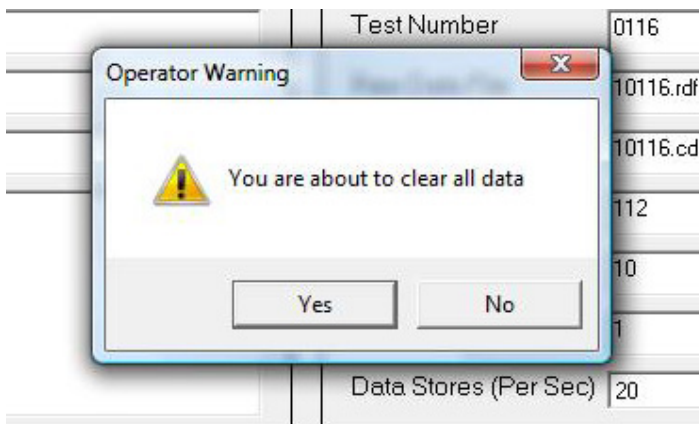 Test Number
0116
Operator Warning
10116.rdf
You are about to clear all data
10116.cd
112
10
Yes
No
1
Data Stores (Per Sec)
20